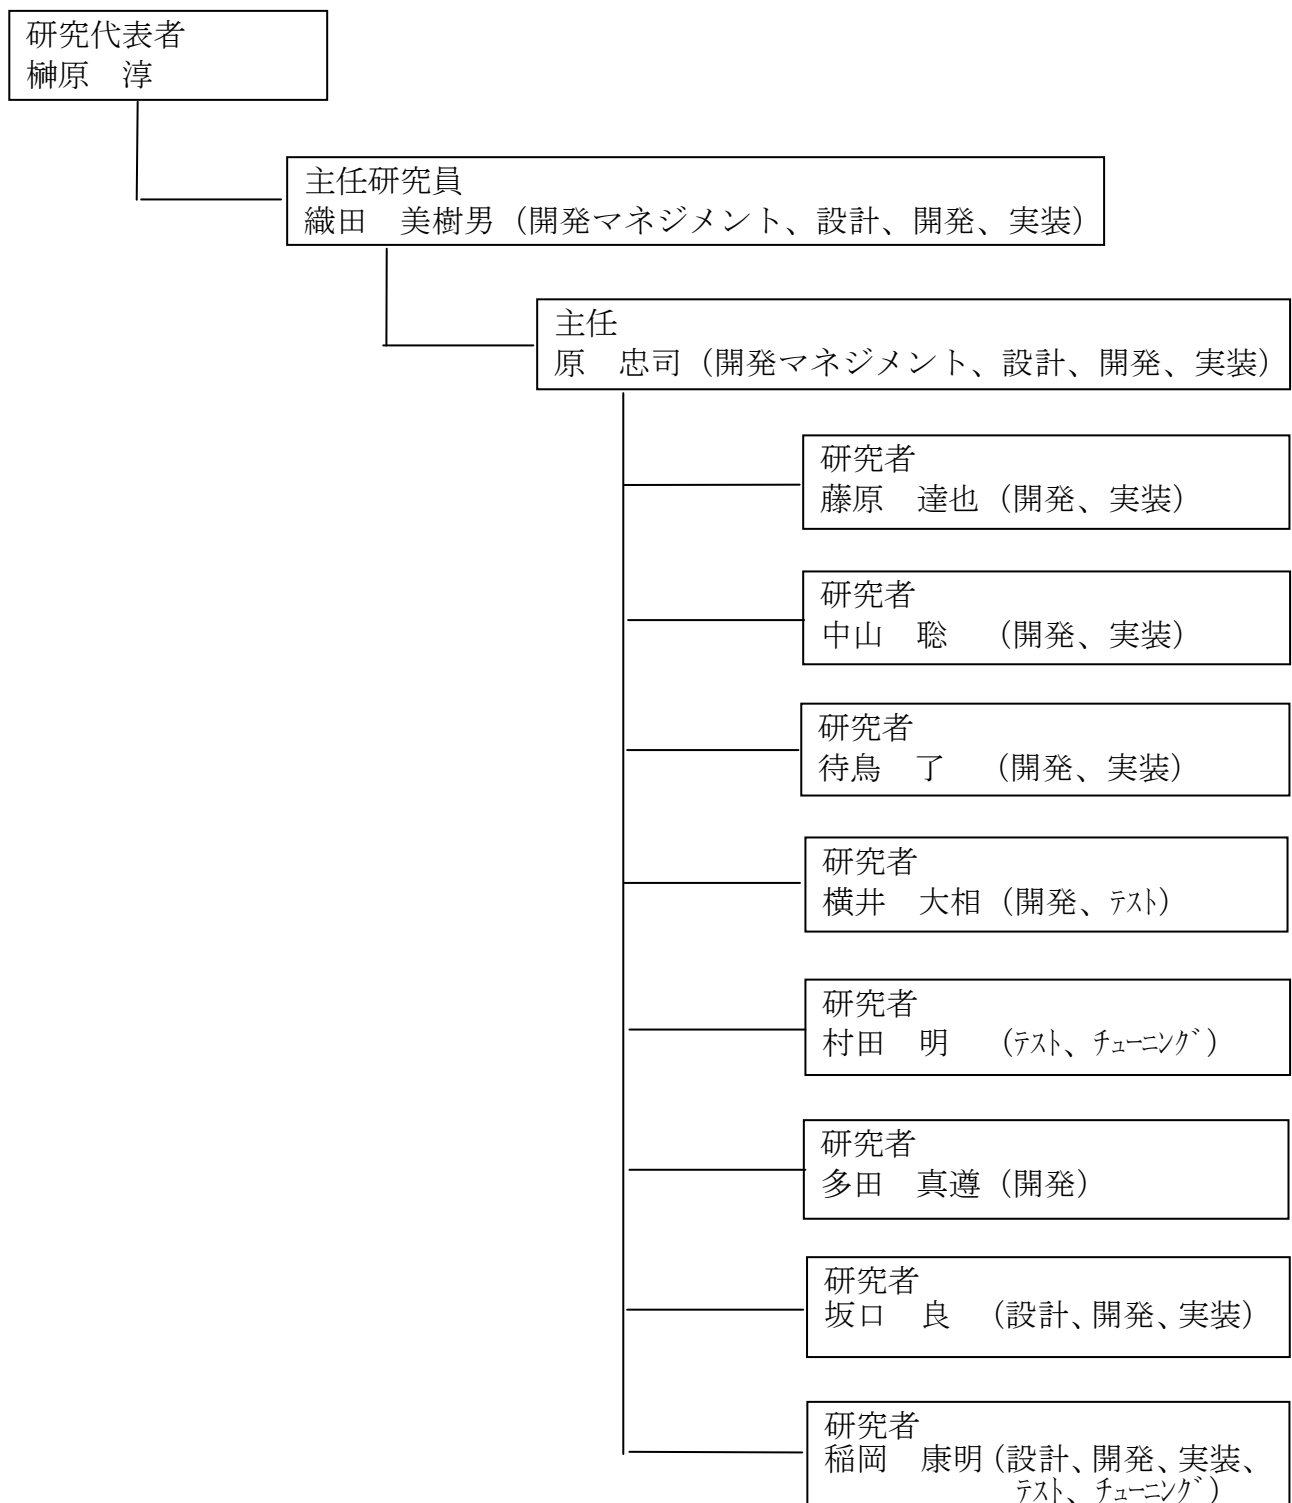 研究代表者
榊原　淳
主任研究員
織田　美樹男（開発マネジメント、設計、開発、実装）
主任
原　忠司（開発マネジメント、設計、開発、実装）
研究者
藤原　達也（開発、実装）
研究者
中山　聡　（開発、実装）
研究者
待鳥　了　（開発、実装）
研究者
横井　大相（開発、ﾃｽﾄ）
研究者
村田　明　（ﾃｽﾄ、ﾁｭｰﾆﾝｸﾞ）
研究者
多田　真遵（開発）
研究者
坂口　良　（設計、開発、実装）
研究者
稲岡　康明（設計、開発、実装、
ﾃｽﾄ、ﾁｭｰﾆﾝｸﾞ）